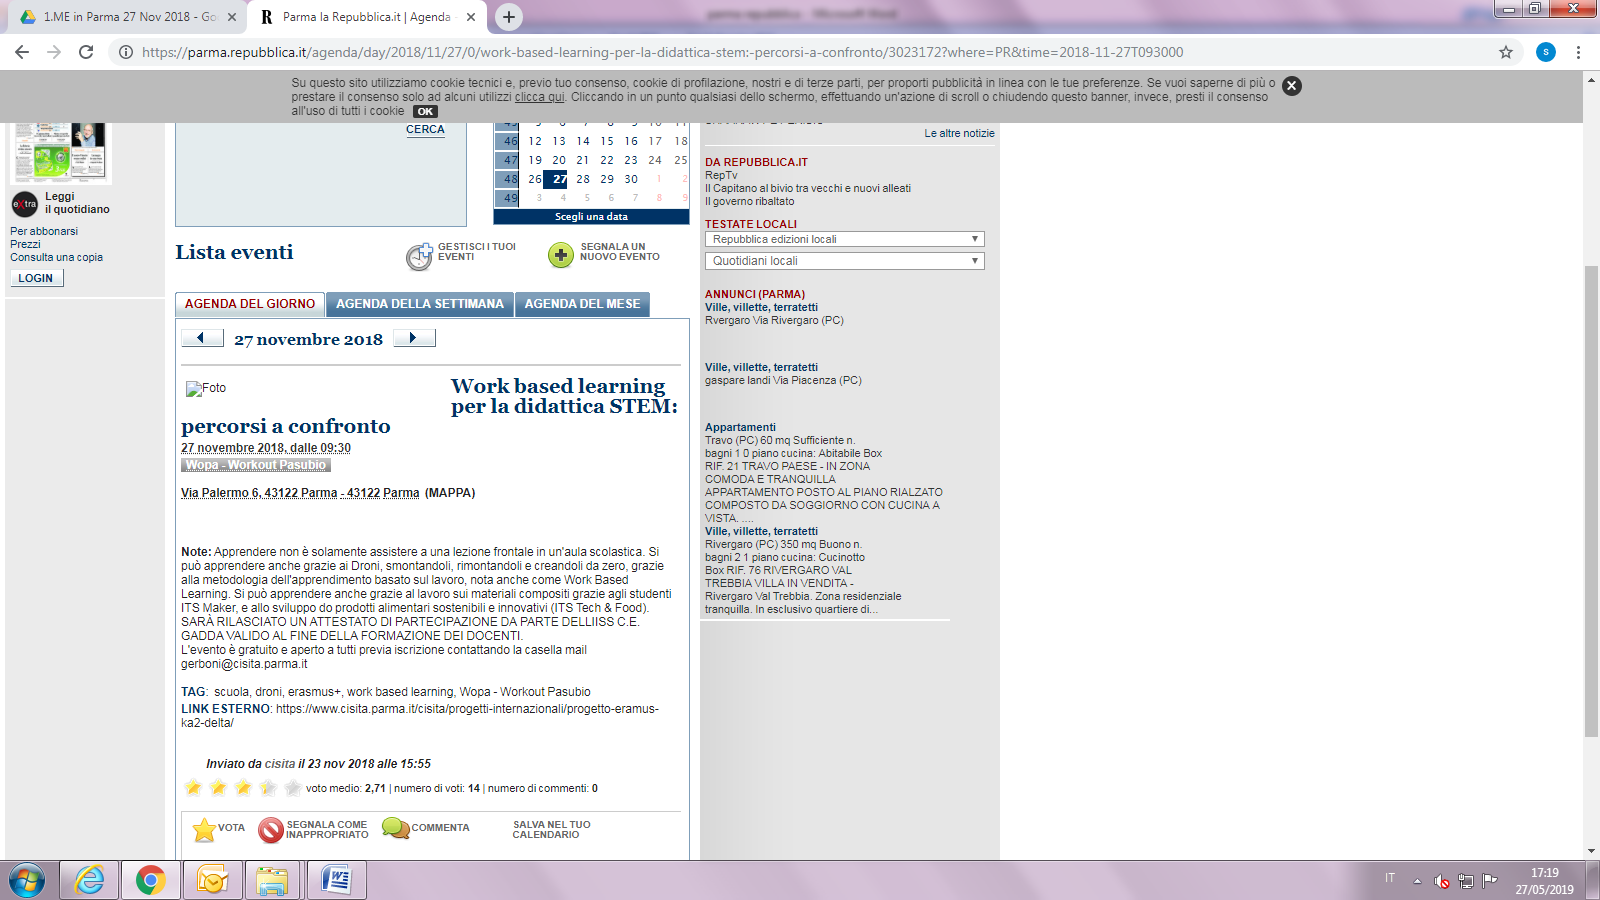 1.ME in Parma 27 Nov 2018 - Go
Parma la Repubblica.it | Agenda
https://parma.repubblica.it/agenda/day/2018/11/27/0/work-based-learning-per-la-didattica-stem:-percorsi-a-confronto/3023172?where=PR&time=2018-11-27T093000
s
Su questo sito utilizziamo cookie tecnici e, previo tuo consenso, cookie di profilazione, nostri e di terze parti, per proporti pubblicità in linea con le tue preferenze. Se vuoi saperne di più o
prestare il consenso solo ad alcuni utilizzi clicca qui. Cliccando in un punto qualsiasi dello schermo, effettuando un'azione di scroll o chiudendo questo banner, invece, presti il consenso
all'uso di tutti i cookie OK
eXtra
Leggi
il quotidiano
Per abbonarsi
Prezzi
Consulta una copia
LOGIN
CERCA
46 12 13 14 15 16 17 18
47 19 20 21 22 23 24 25
48 26 27 28 29 30 1 2
49 3 4 5 6 7 8 9
Scegli una data
Lista eventi
GESTISCI I TUOI
EVENTI
SEGNALA UN
NUOVO EVENTO
AGENDA DEL GIORNO
AGENDA DELLA SETTIMANA
AGENDA DEL MESE
27 novembre 2018
Foto
Work based learning
per la didattica STEM:
percorsi a confronto
27 novembre 2018, dalle 09:30
Wopa - Workout Pasubio
Via Palermo 6, 43122 Parma - 43122 Parma (MAPPA)
Note: Apprendere non è solamente assistere a una lezione frontale in un'aula scolastica. Si
può apprendere anche grazie ai Droni, smontandoli, rimontandoli e creandoli da zero, grazie
alla metodologia dell'apprendimento basato sul lavoro, nota anche come Work Based
Learning. Si può apprendere anche grazie al lavoro sui materiali compositi grazie agli studenti
ITS Maker, e allo sviluppo do prodotti alimentari sostenibili e innovativi (ITS Tech & Food).
SARÀ RILASCIATO UN ATTESTATO DI PARTECIPAZIONE DA PARTE DELLIISS C.E.
GADDA VALIDO AL FINE DELLA FORMAZIONE DEI DOCENTI.
L'evento è gratuito e aperto a tutti previa iscrizione contattando la casella mail
gerboni@cisita.parma.it
TAG: scuola, droni, erasmus+, work based learning, Wopa - Workout Pasubio
LINK ESTERNO: https://www.cisita.parma.it/cisita/progetti-internazionali/progetto-eramus-
ka2-delta/
Inviato da cisita il 23 nov 2018 alle 15:55
voto medio: 2,71 | numero di voti: 14 | numero di commenti: 0
VOTA
SEGNALA COME
INAPPROPRIATO
COMMENTA
SALVA NEL TUO
CALENDARIO
Le altre notizie
DA REPUBBLICA.IT
RepTv
Il Capitano al bivio tra vecchi e nuovi alleati
Il governo ribaltato
TESTATE LOCALI
Repubblica edizioni locali
Quotidiani locali
ANNUNCI (PARMA)
Ville, villette, terratetti
Rvergaro Via Rivergaro (PC)
Ville, villette, terratetti
gaspare landi Via Piacenza (PC)
Appartamenti
Travo (PC) 60 mq Sufficiente n.
bagni 1 0 piano cucina: Abitabile Box
RIF. 21 TRAVO PAESE - IN ZONA
COMODA E TRANQUILLA
APPARTAMENTO POSTO AL PIANO RIALZATO
COMPOSTO DA SOGGIORNO CON CUCINA A
VISTA. ....
Ville, villette, terratetti
Rivergaro (PC) 350 mq Buono n.
bagni 2 1 piano cucina: Cucinotto
Box RIF. 76 RIVERGARO VAL
TREBBIA VILLA IN VENDITA -
Rivergaro Val Trebbia. Zona residenziale
tranquilla. In esclusivo quartiere di...
IT
17:19
27/05/2019